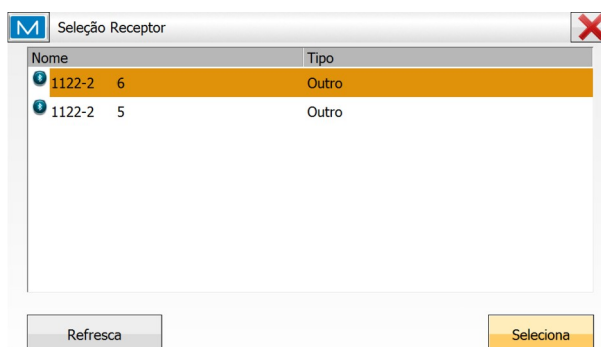 Seleção Receptor
Nome Tipo
1122-2 6 Outro
1122-2 5 Outro
Refresca Seleciona